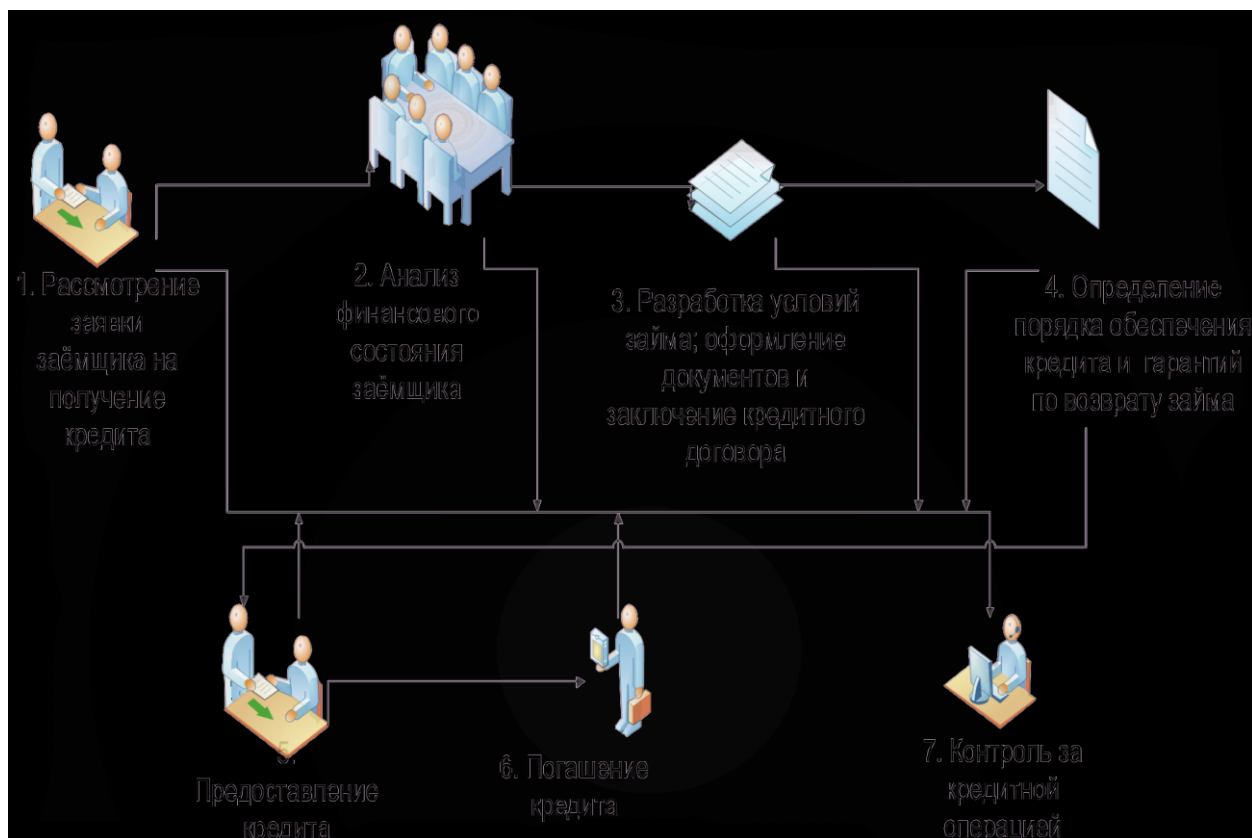 1. Рассмотрение
заявки
заёмщика на
получение
кредита
2. Анализ
финансового
состояния
заёмщика
3. Разработка условий
займа; оформление
документов и
заключение кредитного
договора
4. Определение
порядка обеспечения
кредита и гарантий
по возврату займа
5.
Предоставление
кредита
6. Погашение
кредита
7. Контроль за
кредитной
операцией